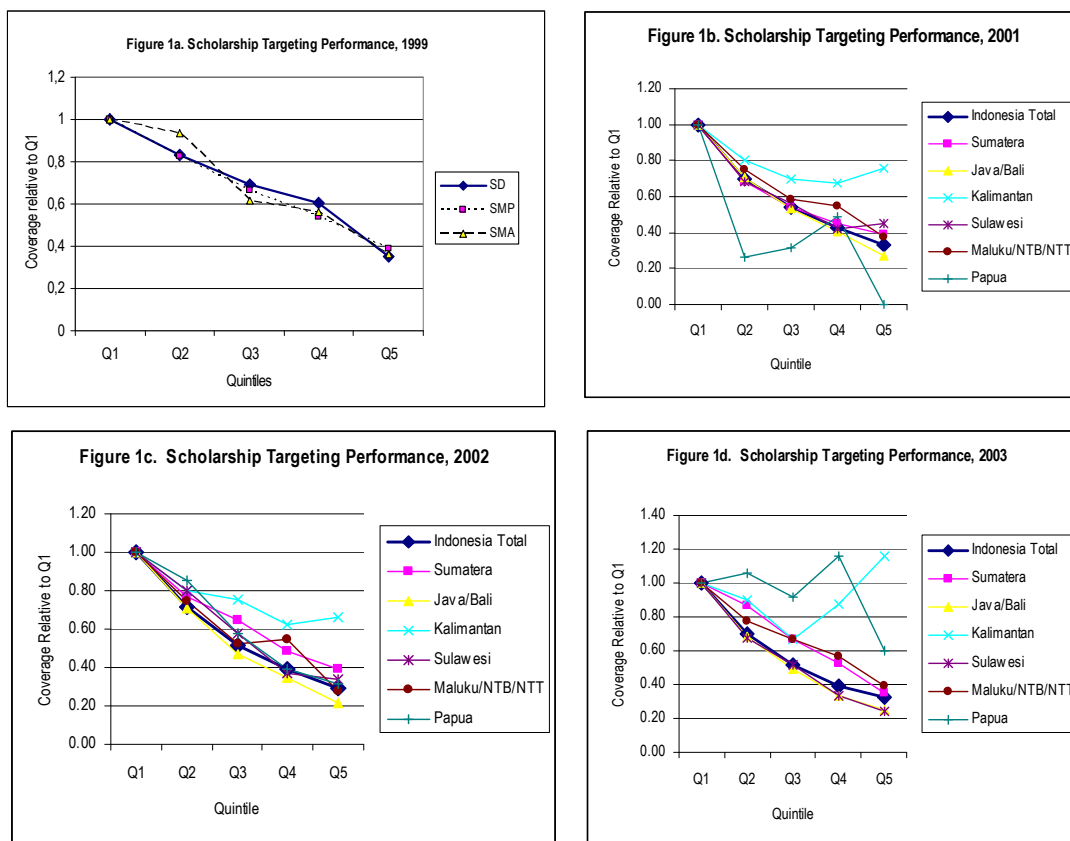 Figure 1a. Scholarship Targeting Performance, 1999
Coverage relative to Q1
1,2
1
0,8
0,6
0,4
0,2
0
Q1 Q2 Q3 Q4 Q5
Quintiles
SD
SMP
SMA
Figure 1b. Scholarship Targeting Performance, 2001
Coverage Relative to Q1
1.20
1.00
0.80
0.60
0.40
0.20
0.00
Q1 Q2 Q3 Q4 Q5
Quintile
Indonesia Total
Sumatera
Java/Bali
Kalimantan
Sulawesi
Maluku/NTB/NTT
Papua
Figure 1c. Scholarship Targeting Performance, 2002
Coverage Relative to Q1
1.20
1.00
0.80
0.60
0.40
0.20
0.00
Q1 Q2 Q3 Q4 Q5
Quintile
Indonesia Total
Sumatera
Java/Bali
Kalimantan
Sulawesi
Maluku/NTB/NTT
Papua
Figure 1d. Scholarship Targeting Performance, 2003
Coverage Relative to Q1
1.40
1.20
1.00
0.80
0.60
0.40
0.20
0.00
Q1 Q2 Q3 Q4 Q5
Quintile
Indonesia Total
Sumatera
Java/Bali
Kalimantan
Sulawesi
Maluku/NTB/NTT
Papua